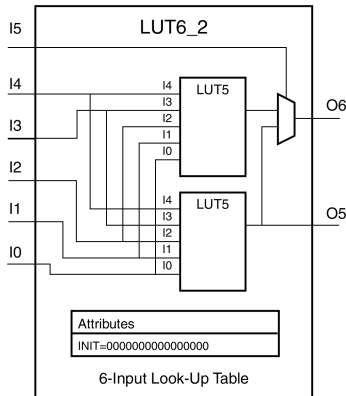 LUT6_2
I5
I4
I3
I2
I1
I0
I4
I3
I2
I1
I0
LUT5
O6
I4
I3
I2
I1
I0
LUT5
O5
Attributes
INIT=0000000000000000
6-Input Look-Up Table